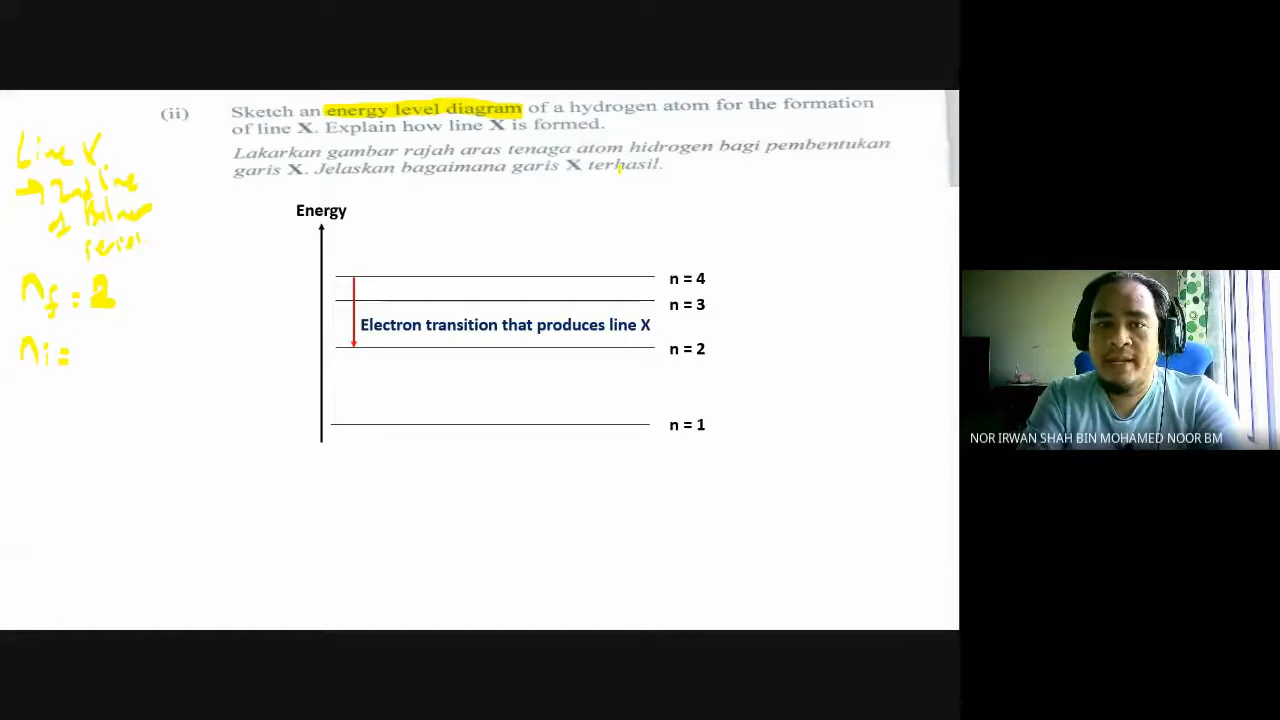 (ii) Sketch an energy level diagram of a hydrogen atom for the formation
of line X. Explain how line X is formed.
Lakarkan gambar rajah aras tenaga atom hidrogen bagi pembentukan
garis X. Jelaskan bagaimana garis X terhasil.
Line X
→ 2nd line
of Balmer
series
nf = 2
ni =
Energy
n = 4
n = 3
Electron transition that produces line X
n = 2
n = 1
NOR IRWAN SHAH BIN MOHAMED NOOR BM